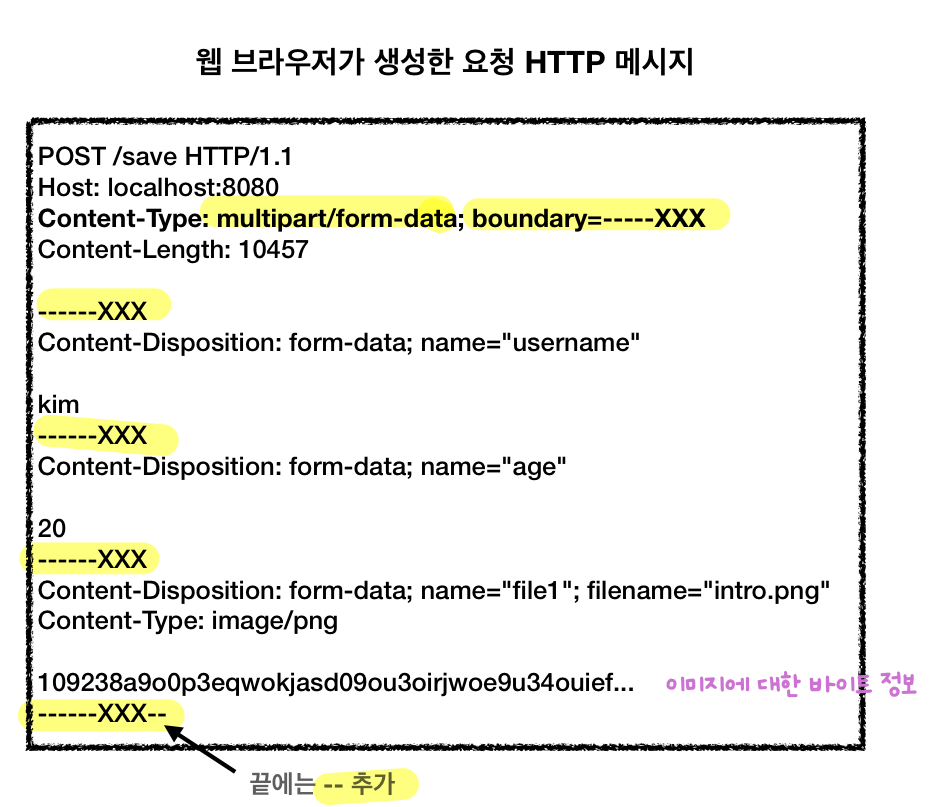 웹 브라우저가 생성한 요청 HTTP 메시지
POST /save HTTP/1.1
Host: localhost:8080
Content-Type: multipart/form-data; boundary=-----XXX
Content-Length: 10457
------XXX
Content-Disposition: form-data; name="username"
kim
------XXX
Content-Disposition: form-data; name="age"
20
------XXX
Content-Disposition: form-data; name="file1"; filename="intro.png"
Content-Type: image/png
109238a9o0p3eqwokjasd09ou3oirjwoe9u34ouief... 이미지에 대한 바이트 정보
------XXX--
끝에는 -- 추가